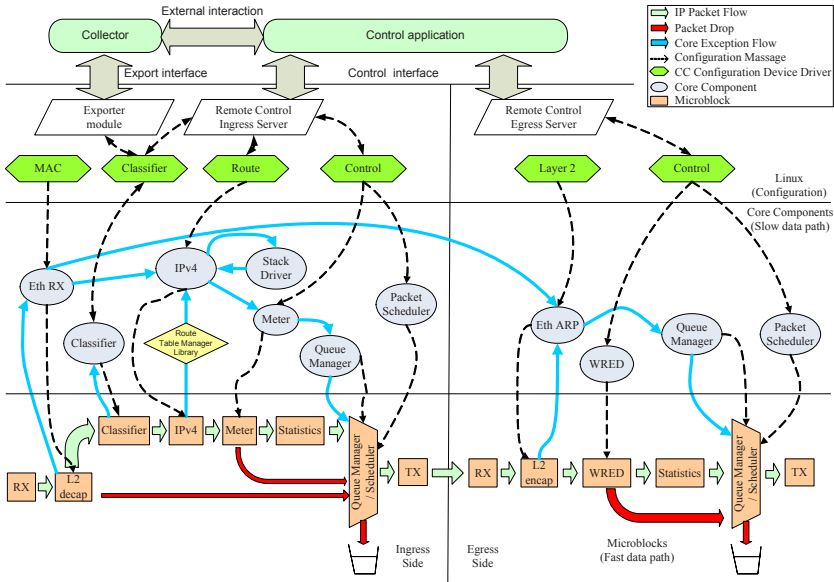 External interaction
Collector
Control application
IP Packet Flow
Packet Drop
Core Exception Flow
Configuration Massage
CC Configuration Device Driver
Core Component
Microblock
Export interface
Control interface
Exporter
module
Remote Control
Ingress Server
Remote Control
Egress Server
MAC
Classifier
Route
Control
Layer 2
Control
Linux
(Configuration)
Core Components
(Slow data path)
Eth RX
IPv4
Stack
Driver
Packet
Scheduler
Meter
Classifier
Route
Table Manager
Library
Queue
Manager
Eth ARP
Queue
Manager
Packet
Scheduler
WRED
Classifier
IPv4
Meter
Statistics
RX
L2
decap
Queue Manager
/ Scheduler
TX
RX
L2
encap
WRED
Statistics
Queue Manager
/ Scheduler
TX
Ingress
Side
Egress
Side
Microblocks
(Fast data path)